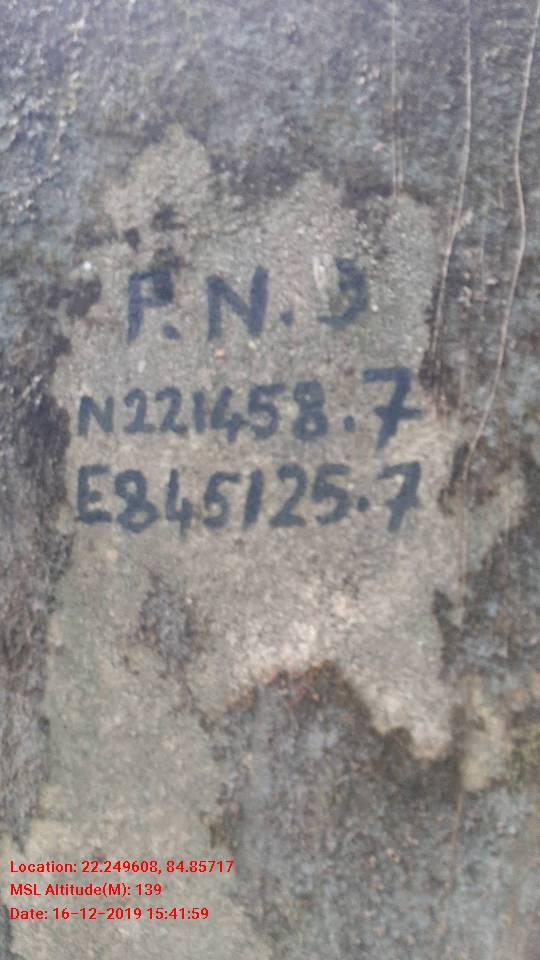 P.N. 9
N221458.7
E845125.7
Location: 22.249608, 84.85717
MSL Altitude(M): 139
Date: 16-12-2019 15:41:59